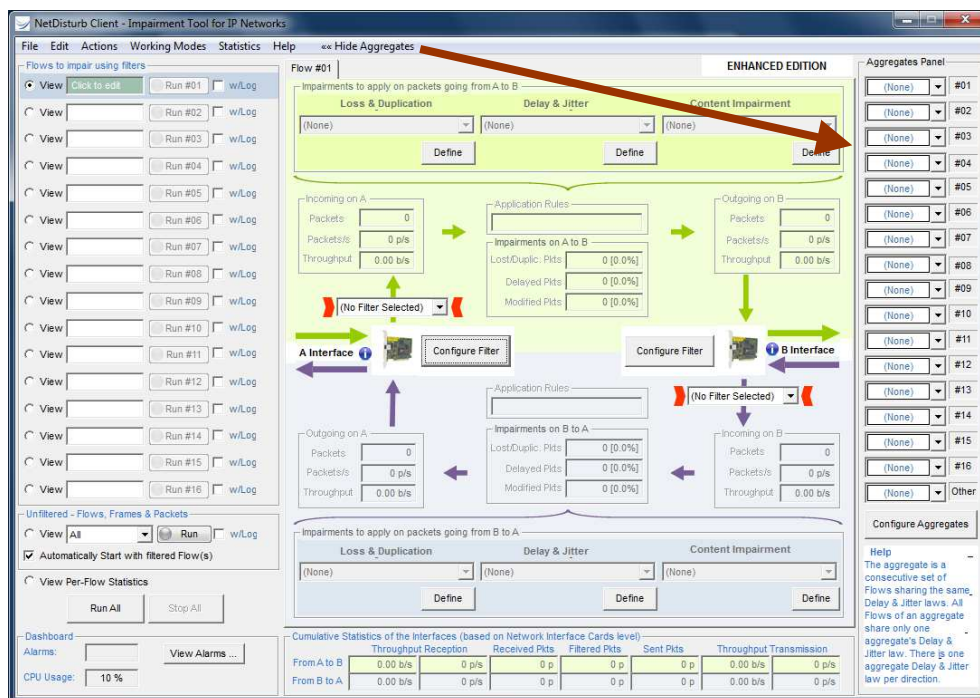 NetDisturb Client - Impairment Tool for IP Networks
File Edit Actions Working Modes Statistics Help «« Hide Aggregates
Flows to impair using filters
View Click to edit Run #01 w/Log
View Run #02 w/Log
View Run #03 w/Log
View Run #04 w/Log
View Run #05 w/Log
View Run #06 w/Log
View Run #07 w/Log
View Run #08 w/Log
View Run #09 w/Log
View Run #10 w/Log
View Run #11 w/Log
View Run #12 w/Log
View Run #13 w/Log
View Run #14 w/Log
View Run #15 w/Log
View Run #16 w/Log
Unfiltered - Flows, Frames & Packets
View All Run w/Log
Automatically Start with filtered Flow(s)
View Per-Flow Statistics
Run All Stop All
Dashboard
Alarms: View Alarms ...
CPU Usage: 10 %
Flow #01 ENHANCED EDITION
Impairments to apply on packets going from A to B
Loss & Duplication Delay & Jitter Content Impairment
(None) (None) (None)
Define Define Define
Incoming on A
Packets 0
Packets/s 0 p/s
Throughput 0.00 b/s
Application Rules
Impairments on A to B
Lost/Duplic. Pkts 0 [0.0%]
Delayed Pkts 0 [0.0%]
Modified Pkts 0 [0.0%]
Outgoing on B
Packets 0
Packets/s 0 p/s
Throughput 0.00 b/s
(No Filter Selected)
A Interface Configure Filter Configure Filter B Interface
(No Filter Selected)
Outgoing on A
Packets 0
Packets/s 0 p/s
Throughput 0.00 b/s
Application Rules
Impairments on B to A
Lost/Duplic. Pkts 0 [0.0%]
Delayed Pkts 0 [0.0%]
Modified Pkts 0 [0.0%]
Incoming on B
Packets 0
Packets/s 0 p/s
Throughput 0.00 b/s
Impairments to apply on packets going from B to A
Loss & Duplication Delay & Jitter Content Impairment
(None) (None) (None)
Define Define Define
Cumulative Statistics of the Interfaces (based on Network Interface Cards level)
Throughput Reception Received Pkts Filtered Pkts Sent Pkts Throughput Transmission
From A to B 0.00 b/s 0 p/s 0 p 0 p 0 p 0.00 b/s 0 p/s
From B to A 0.00 b/s 0 p/s 0 p 0 p 0 p 0.00 b/s 0 p/s
Aggregates Panel
(None) #01
(None) #02
(None) #03
(None) #04
(None) #05
(None) #06
(None) #07
(None) #08
(None) #09
(None) #10
(None) #11
(None) #12
(None) #13
(None) #14
(None) #15
(None) #16
(None) Other
Configure Aggregates
Help
The aggregate is a
consecutive set of
Flows sharing the same
Delay & Jitter laws. All
Flows of an aggregate
share only one
aggregate's Delay &
Jitter law. There is one
aggregate Delay & Jitter
law per direction.